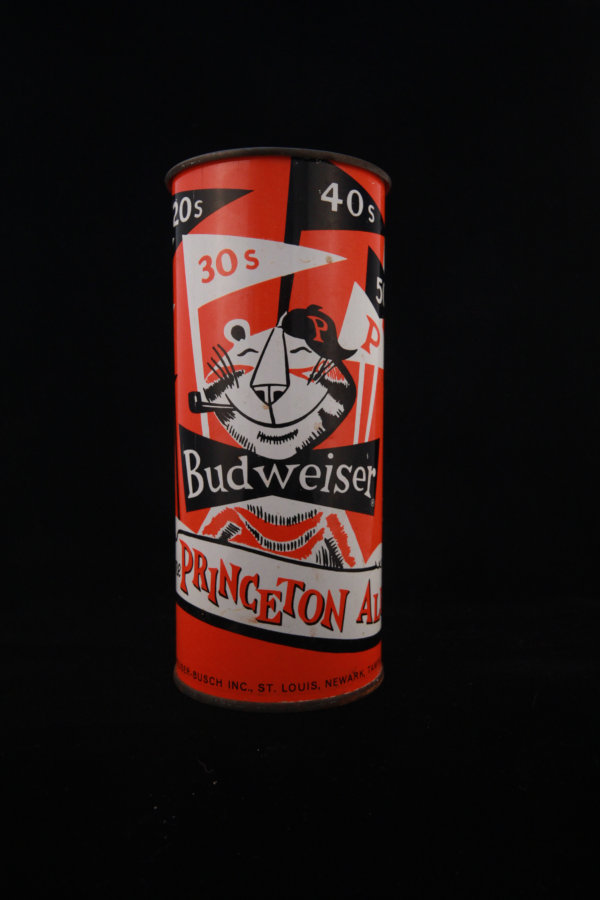 20s
40s
30s
P
P
Budweiser®
PRINCETON
-BUSCH INC., ST. LOUIS, NEWARK,